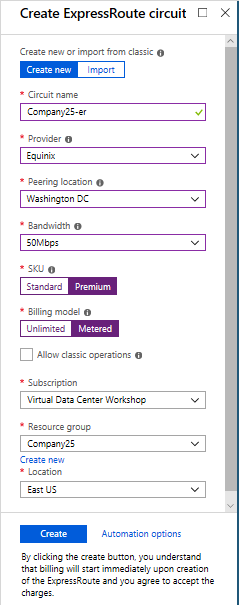 Create ExpressRoute circuit
Create new or import from classic
Create new Import
* Circuit name
Company25-er
* Provider
Equinix
* Peering location
Washington DC
* Bandwidth
50Mbps
* SKU
Standard Premium
* Billing model
Unlimited Metered
Allow classic operations
* Subscription
Virtual Data Center Workshop
* Resource group
Company25
Create new
* Location
East US
Create Automation options
By clicking the create button, you understand
that billing will start immediately upon creation
of the ExpressRoute and you agree to accept the
charges.